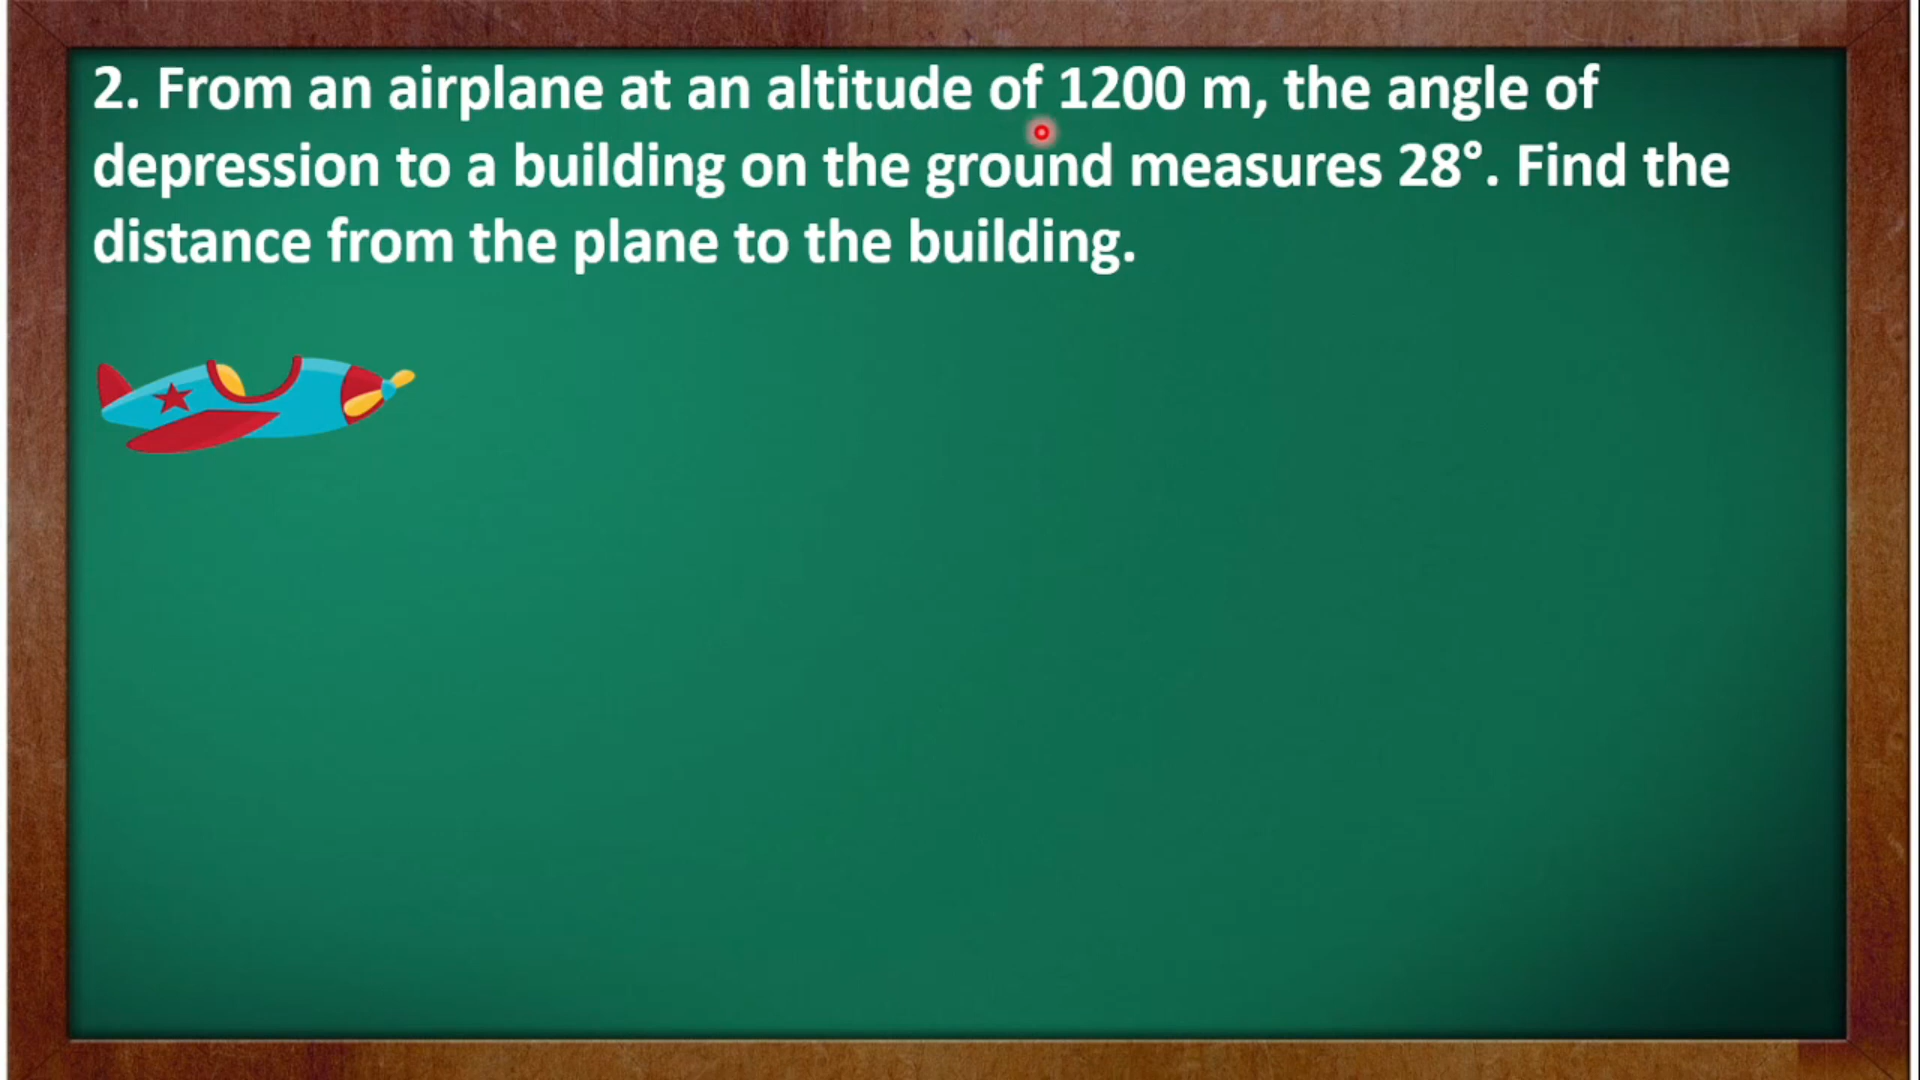 2. From an airplane at an altitude of 1200 m, the angle of
depression to a building on the ground measures 28°. Find the
distance from the plane to the building.